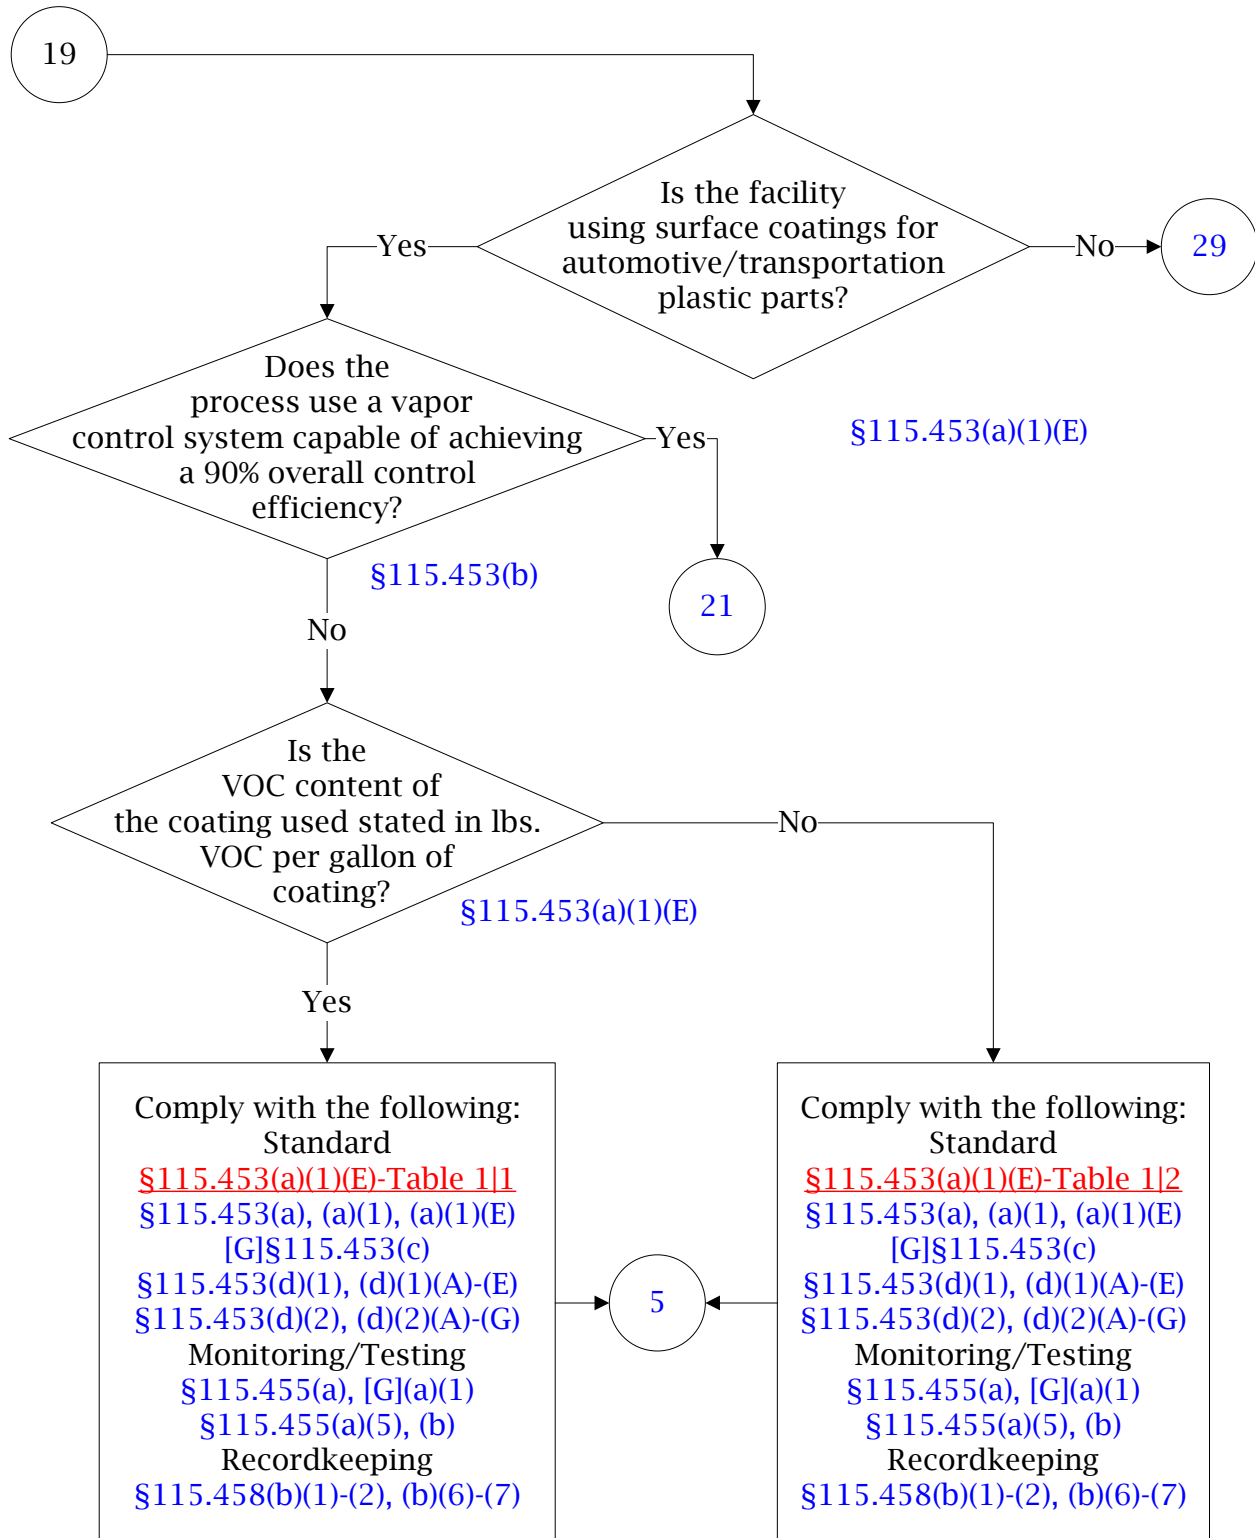 19
Is the facility
using surface coatings for
automotive/transportation
plastic parts?
Yes
No
29
Does the
process use a vapor
control system capable of achieving
a 90% overall control
efficiency?
Yes
§115.453(a)(1)(E)
§115.453(b)
21
No
Is the
VOC content of
the coating used stated in lbs.
VOC per gallon of
coating?
No
§115.453(a)(1)(E)
Yes
Comply with the following:
Standard
§115.453(a)(1)(E)-Table 1|1
§115.453(a), (a)(1), (a)(1)(E)
[G]§115.453(c)
§115.453(d)(1), (d)(1)(A)-(E)
§115.453(d)(2), (d)(2)(A)-(G)
Monitoring/Testing
§115.455(a), [G](a)(1)
§115.455(a)(5), (b)
Recordkeeping
§115.458(b)(1)-(2), (b)(6)-(7)
5
Comply with the following:
Standard
§115.453(a)(1)(E)-Table 1|2
§115.453(a), (a)(1), (a)(1)(E)
[G]§115.453(c)
§115.453(d)(1), (d)(1)(A)-(E)
§115.453(d)(2), (d)(2)(A)-(G)
Monitoring/Testing
§115.455(a), [G](a)(1)
§115.455(a)(5), (b)
Recordkeeping
§115.458(b)(1)-(2), (b)(6)-(7)